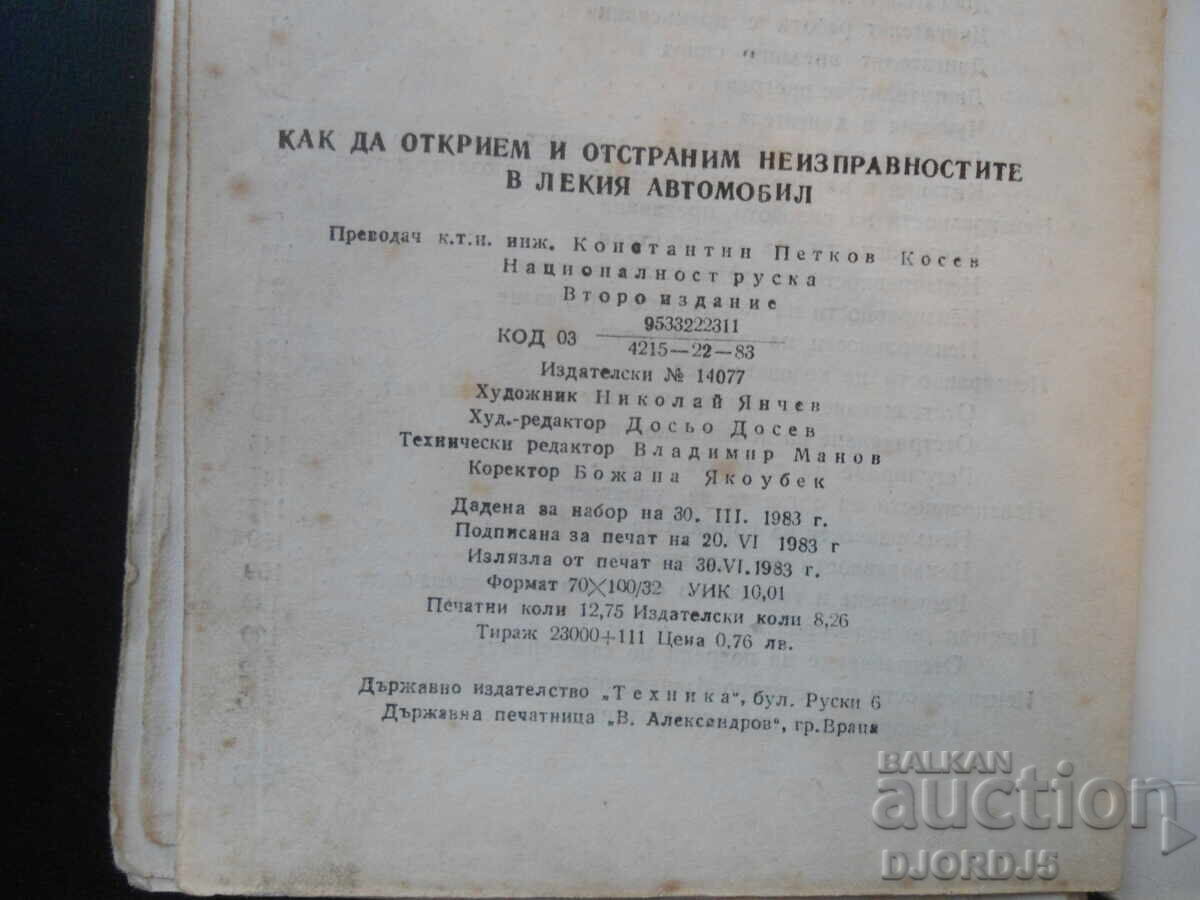 КАК ДА ОТКРИЕМ И ОТСТРАНИМ НЕИЗПРАВНОСТИТЕ
В ЛЕКИЯ АВТОМОБИЛ
Преводач к.т.н. инж. Константин Петков Косев
Националност руска
Второ издание
КОД 03 9533222311
4215—22—83
Издателски № 14077
Художник Николай Янчев
Худ.-редактор Досьо Досев
Технически редактор Владимир Манов
Коректор Божана Якоубек
Дадена за набор на 30. III. 1983 г.
Подписана за печат на 20. VI 1983 г
Излязла от печат на 30.VI.1983 г.
Формат 70×100/32 УИК 10,01
Печатни коли 12,75 Издателски коли 8,26
Тираж 23000+111 Цена 0,76 лв.
Държавно издателство „Техника“, бул. Руски 6
Държавна печатница „В. Александров“, гр. Враца
BALKAN
auction
DJORDJ5